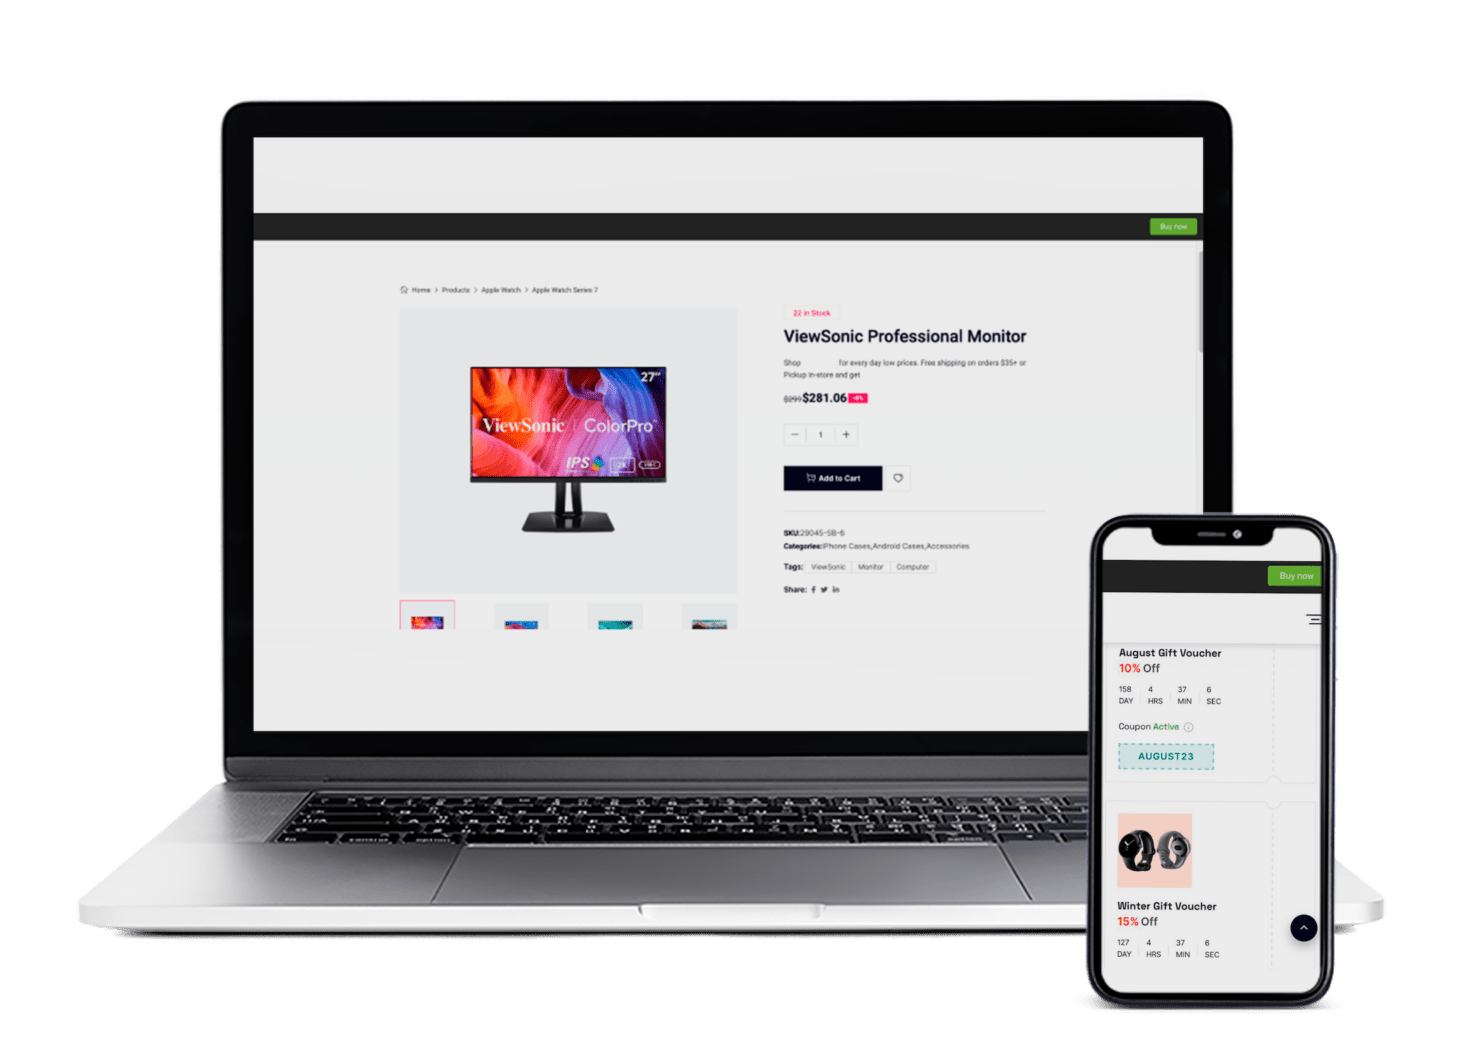 Buy now
Home > Products > Apple Watch > Apple Watch Series 7
27"
ViewSonic ColorPro™
IPS 2K
22 in Stock
ViewSonic Professional Monitor
Shop for every day low prices. Free shipping on orders $35+ or
Pickup in-store and get
$299 $281.06 -6%
− 1 +
Add to Cart
SKU:29045-SB-6
Categories:iPhone Cases,Android Cases,Accessories
Tags: ViewSonic Monitor Computer
Share:
Buy now
August Gift Voucher
10% Off
158 4 37 6
DAY HRS MIN SEC
Coupon Active
AUGUST23
Winter Gift Voucher
15% Off
127 4 37 6
DAY HRS MIN SEC